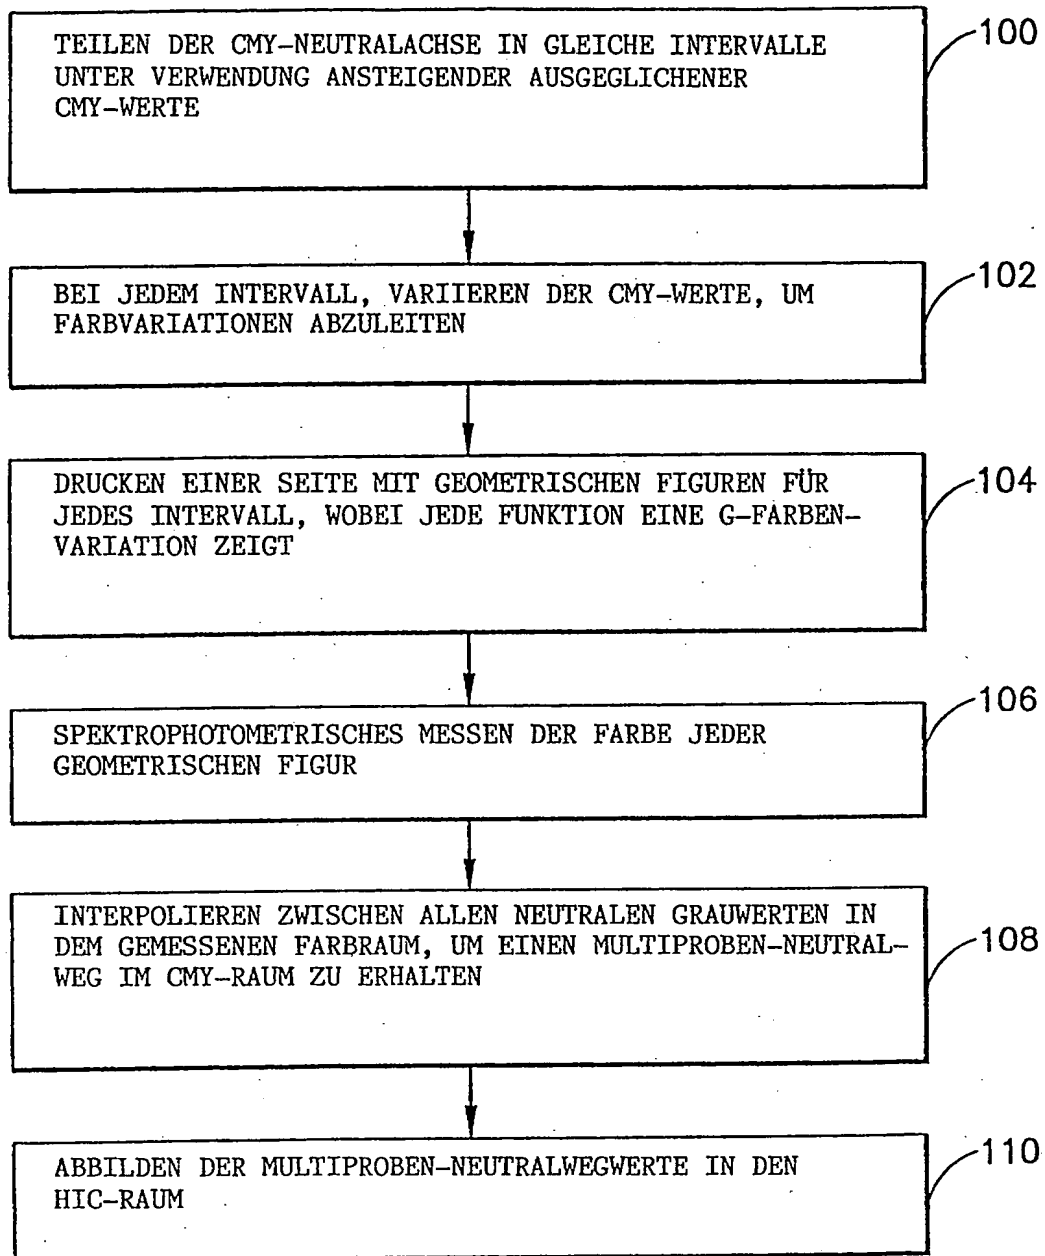 TEILEN DER CMY-NEUTRALACHSE IN GLEICHE INTERVALLE
UNTER VERWENDUNG ANSTEIGENDER AUSGEGLICHENER
CMY-WERTE
100
BEI JEDEM INTERVALL, VARIIEREN DER CMY-WERTE, UM
FARBVARIATIONEN ABZULEITEN
102
DRUCKEN EINER SEITE MIT GEOMETRISCHEN FIGUREN FÜR
JEDES INTERVALL, WOBEI JEDE FUNKTION EINE G-FARBEN-
VARIATION ZEIGT
104
SPEKTROPHOTOMETRISCHES MESSEN DER FARBE JEDER
GEOMETRISCHEN FIGUR
106
INTERPOLIEREN ZWISCHEN ALLEN NEUTRALEN GRAUWERTEN IN
DEM GEMESSENEN FARBRAUM, UM EINEN MULTIPROBEN-NEUTRAL-
WEG IM CMY-RAUM ZU ERHALTEN
108
ABBILDEN DER MULTIPROBEN-NEUTRALWEGWERTE IN DEN
HIC-RAUM
110